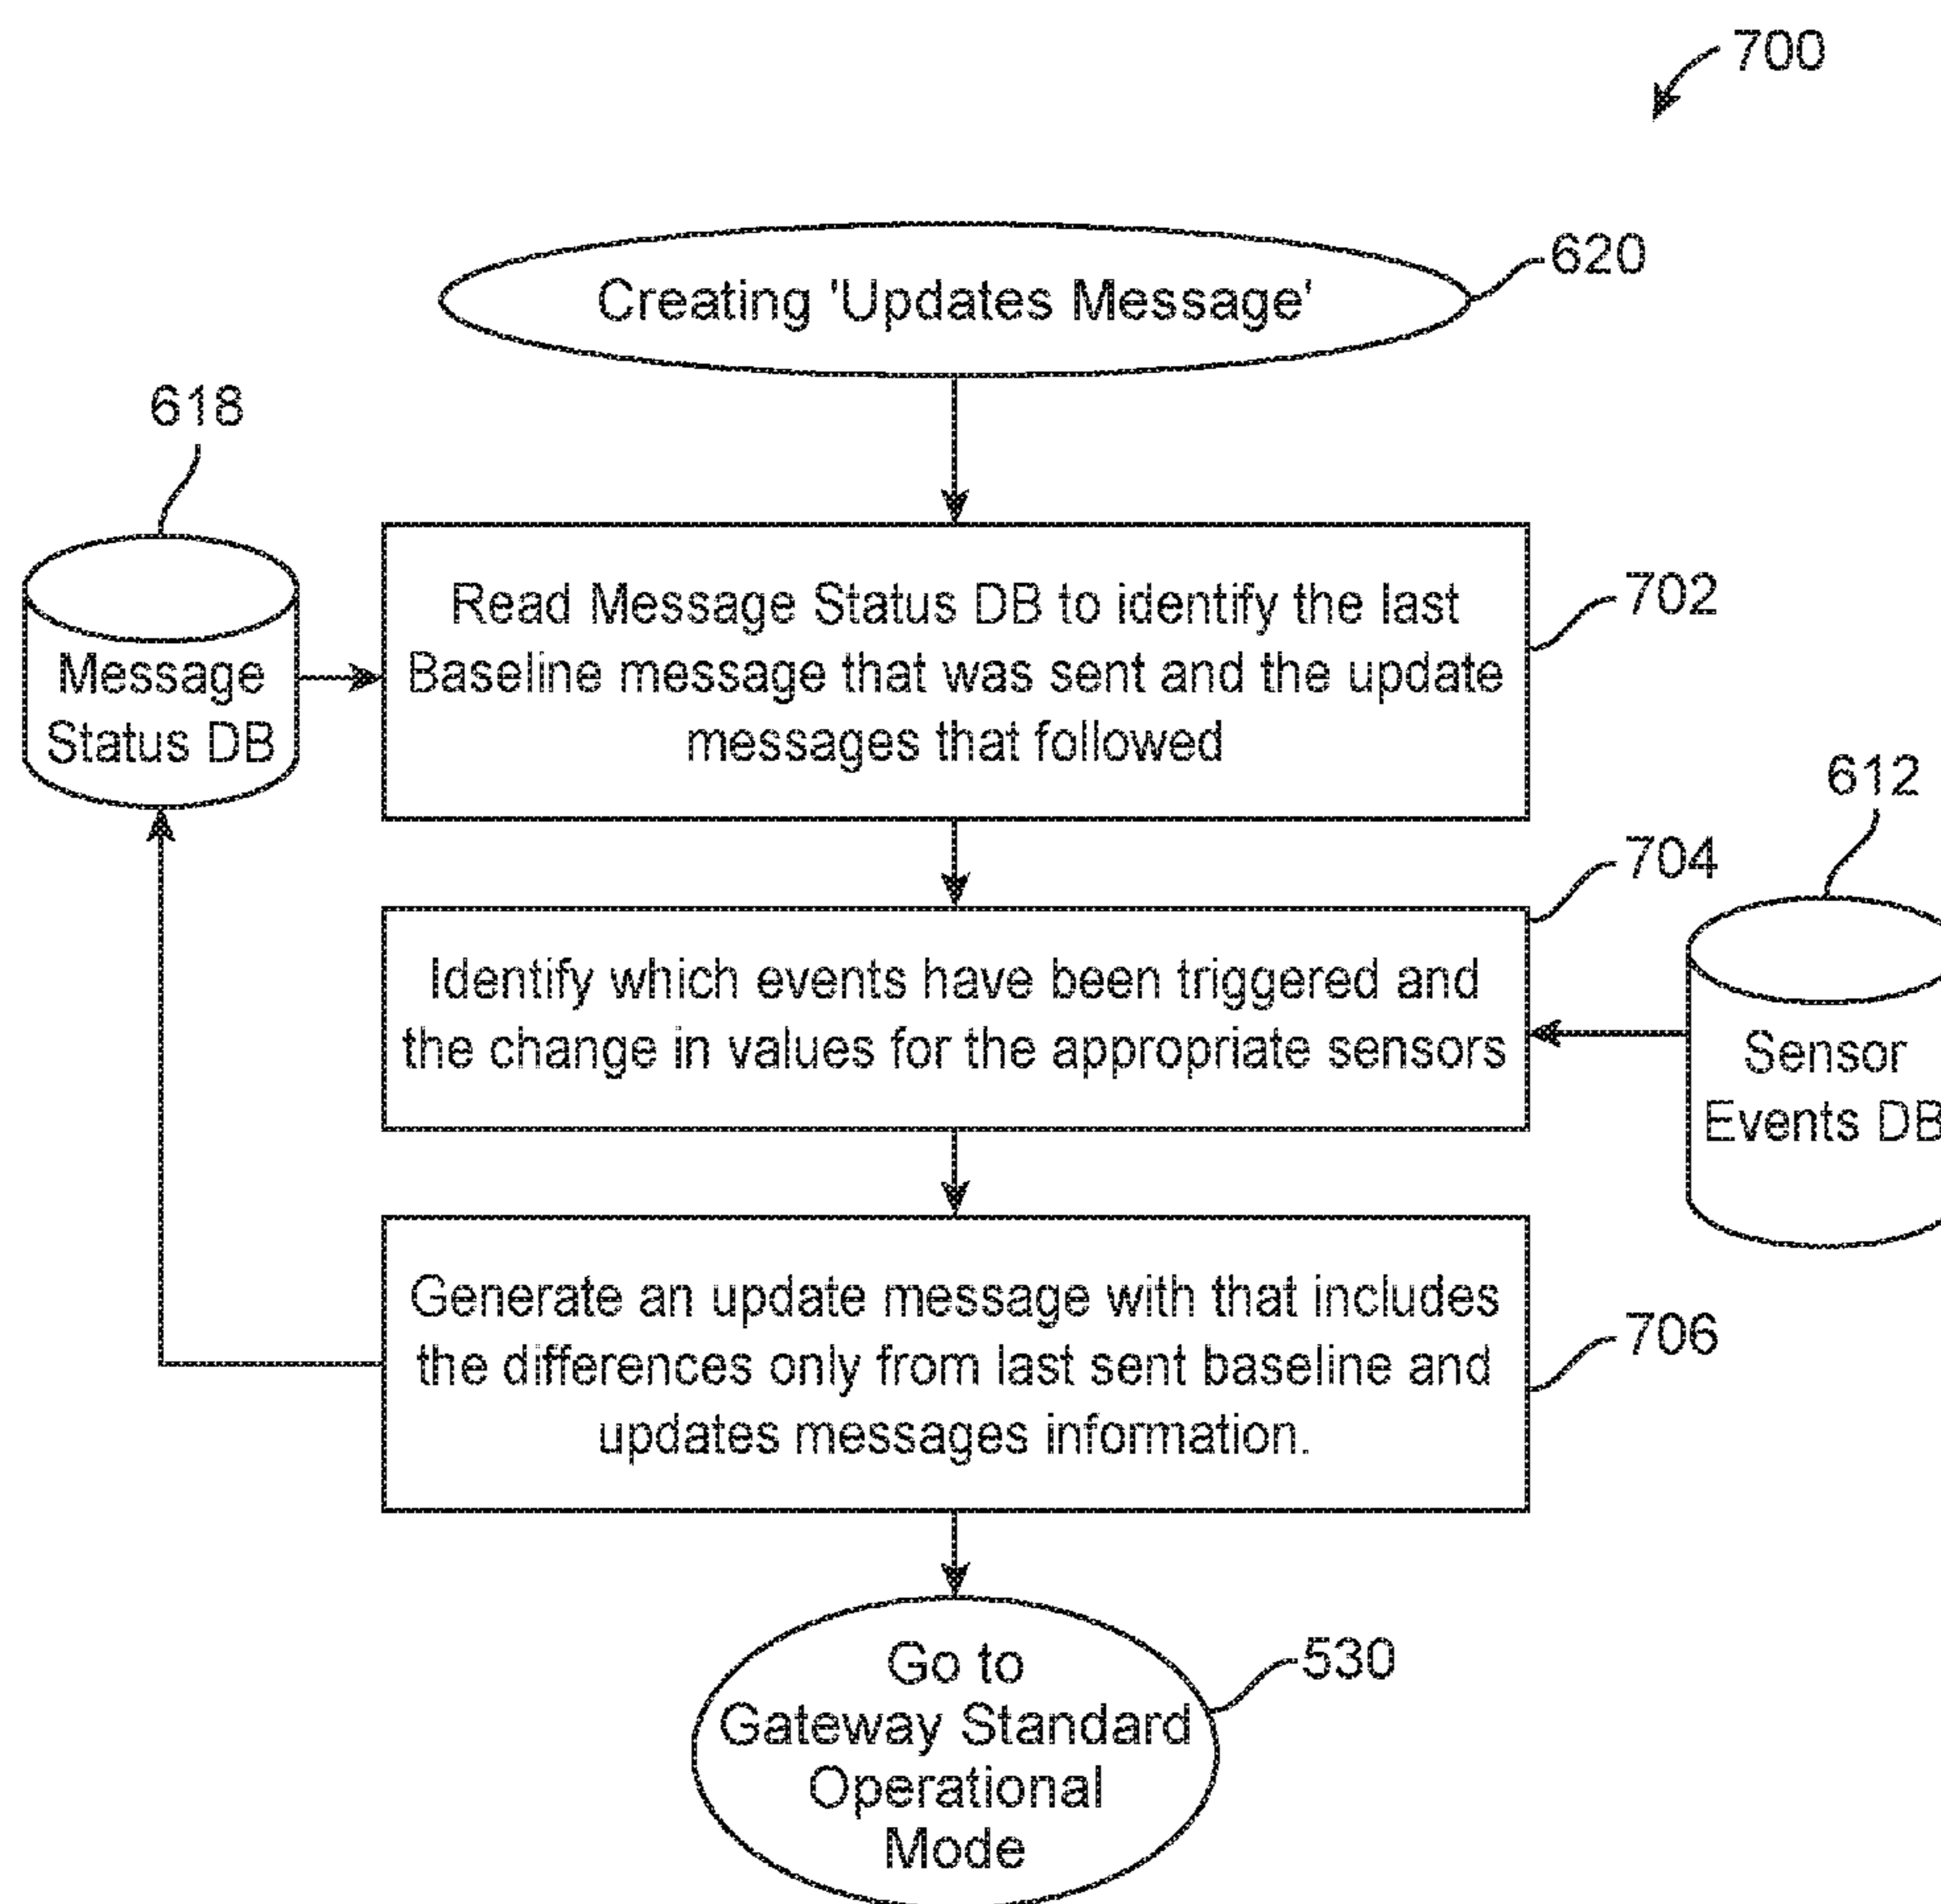 700
Creating 'Updates Message'
620
618
Message
Status DB
Read Message Status DB to identify the last
Baseline message that was sent and the update
messages that followed
702
612
704
Identify which events have been triggered and
the change in values for the appropriate sensors
Sensor
Events DB
Generate an update message with that includes
the differences only from last sent baseline and
updates messages information.
706
Go to
Gateway Standard
Operational
Mode
530